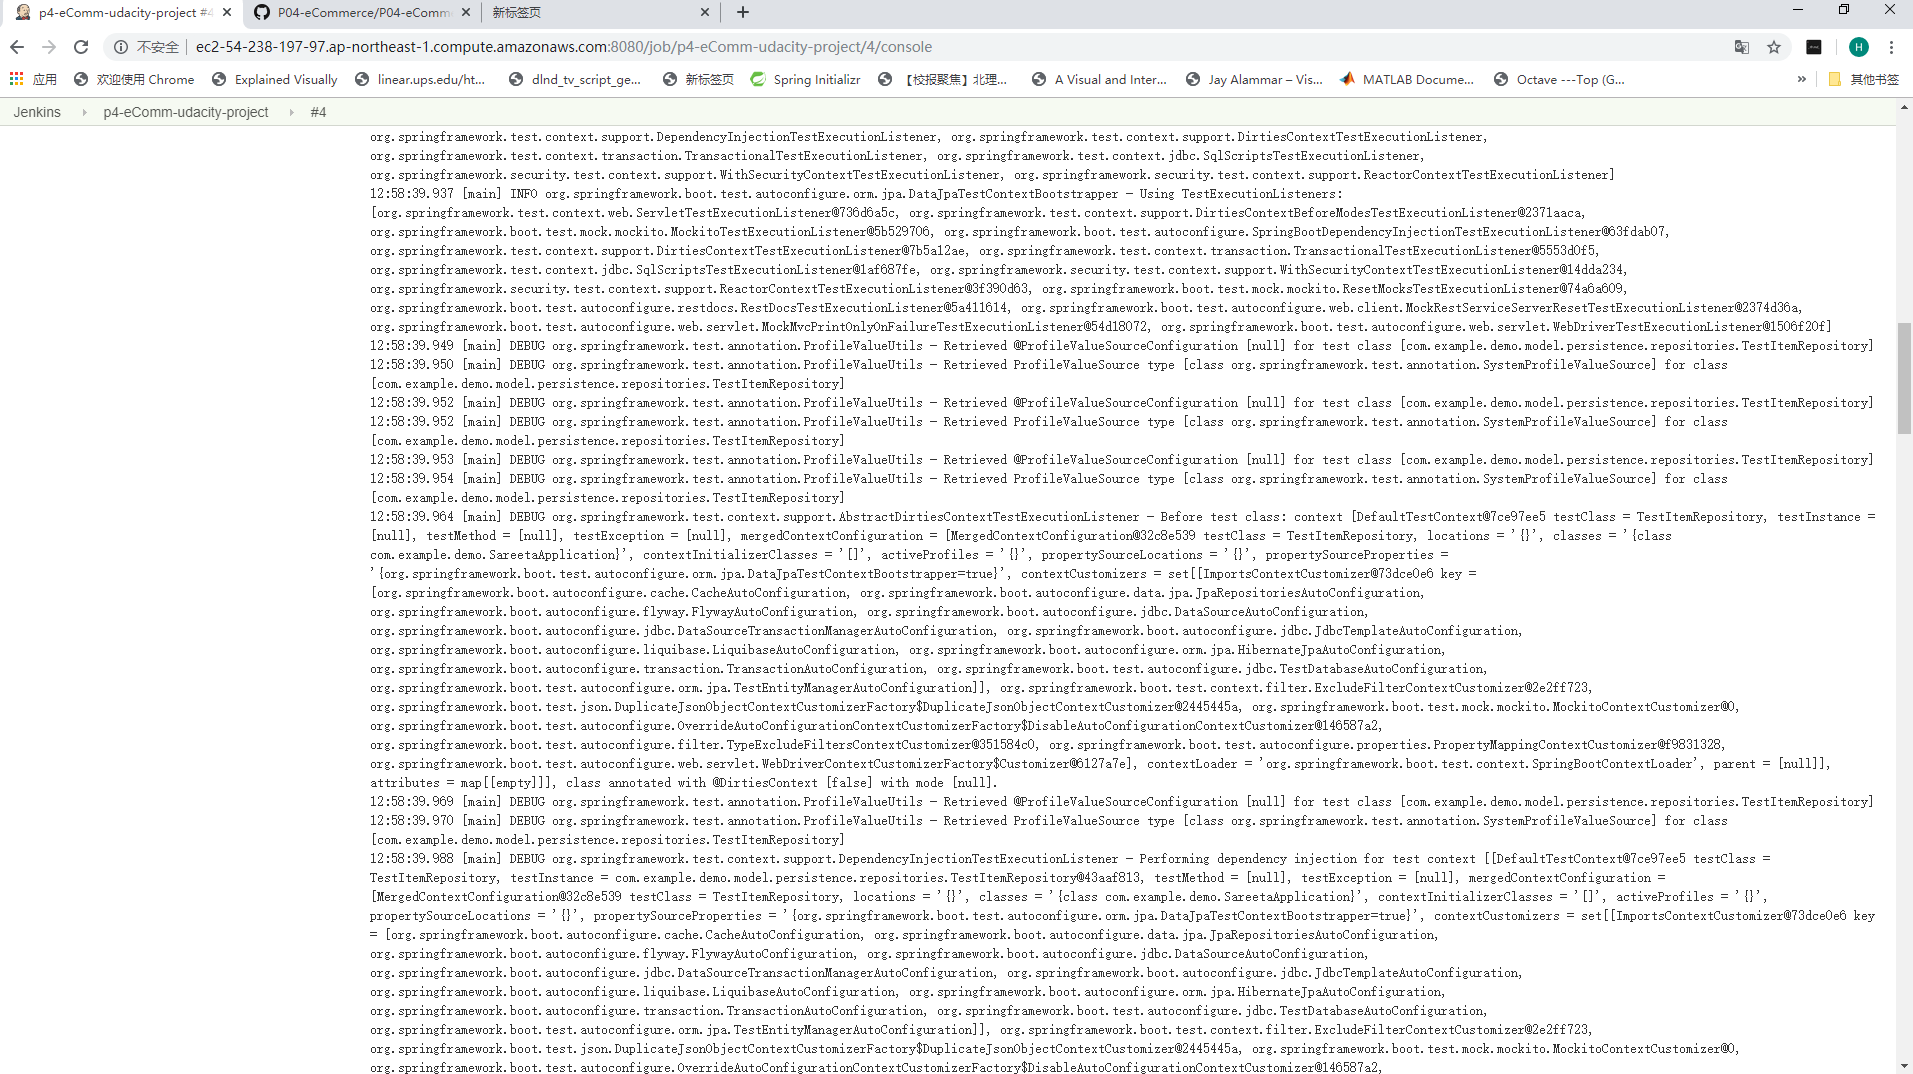 p4-eComm-udacity-project #4
P04-eCommerce/P04-eComm
新标签页
不安全
ec2-54-238-197-97.ap-northeast-1.compute.amazonaws.com:8080/job/p4-eComm-udacity-project/4/console
H
应用
欢迎使用 Chrome
Explained Visually
linear.ups.edu/ht...
dlnd_tv_script_ge...
新标签页
Spring Initializr
【校报聚焦】北理...
A Visual and Inter...
Jay Alammar – Vis...
MATLAB Docume...
Octave ---Top (G...
»
其他书签
Jenkins
p4-eComm-udacity-project
#4
org.springframework.test.context.support.DependencyInjectionTestExecutionListener, org.springframework.test.context.support.DirtiesContextTestExecutionListener,
org.springframework.test.context.transaction.TransactionalTestExecutionListener, org.springframework.test.context.jdbc.SqlScriptsTestExecutionListener,
org.springframework.security.test.context.support.WithSecurityContextTestExecutionListener, org.springframework.security.test.context.support.ReactorContextTestExecutionListener]
12:58:39.937 [main] INFO org.springframework.boot.test.autoconfigure.orm.jpa.DataJpaTestContextBootstrapper - Using TestExecutionListeners:
[org.springframework.test.context.web.ServletTestExecutionListener@736d6a5c, org.springframework.test.context.support.DirtiesContextBeforeModesTestExecutionListener@2371aaca,
org.springframework.boot.test.mock.mockito.MockitoTestExecutionListener@5b529706, org.springframework.boot.test.autoconfigure.SpringBootDependencyInjectionTestExecutionListener@63fdab07,
org.springframework.test.context.support.DirtiesContextTestExecutionListener@7b5a12ae, org.springframework.test.context.transaction.TransactionalTestExecutionListener@5553d0f5,
org.springframework.test.context.jdbc.SqlScriptsTestExecutionListener@1af687fe, org.springframework.security.test.context.support.WithSecurityContextTestExecutionListener@14dda234,
org.springframework.security.test.context.support.ReactorContextTestExecutionListener@3f390d63, org.springframework.boot.test.mock.mockito.ResetMocksTestExecutionListener@74a6a609,
org.springframework.boot.test.autoconfigure.restdocs.RestDocsTestExecutionListener@5a411614, org.springframework.boot.test.autoconfigure.web.client.MockRestServiceServerResetTestExecutionListener@2374d36a,
org.springframework.boot.test.autoconfigure.web.servlet.MockMvcPrintOnlyOnFailureTestExecutionListener@54d18072, org.springframework.boot.test.autoconfigure.web.servlet.WebDriverTestExecutionListener@1506f20f]
12:58:39.949 [main] DEBUG org.springframework.test.annotation.ProfileValueUtils - Retrieved @ProfileValueSourceConfiguration [null] for test class [com.example.demo.model.persistence.repositories.TestItemRepository]
12:58:39.950 [main] DEBUG org.springframework.test.annotation.ProfileValueUtils - Retrieved ProfileValueSource type [class org.springframework.test.annotation.SystemProfileValueSource] for class
[com.example.demo.model.persistence.repositories.TestItemRepository]
12:58:39.952 [main] DEBUG org.springframework.test.annotation.ProfileValueUtils - Retrieved @ProfileValueSourceConfiguration [null] for test class [com.example.demo.model.persistence.repositories.TestItemRepository]
12:58:39.952 [main] DEBUG org.springframework.test.annotation.ProfileValueUtils - Retrieved ProfileValueSource type [class org.springframework.test.annotation.SystemProfileValueSource] for class
[com.example.demo.model.persistence.repositories.TestItemRepository]
12:58:39.953 [main] DEBUG org.springframework.test.annotation.ProfileValueUtils - Retrieved @ProfileValueSourceConfiguration [null] for test class [com.example.demo.model.persistence.repositories.TestItemRepository]
12:58:39.954 [main] DEBUG org.springframework.test.annotation.ProfileValueUtils - Retrieved ProfileValueSource type [class org.springframework.test.annotation.SystemProfileValueSource] for class
[com.example.demo.model.persistence.repositories.TestItemRepository]
12:58:39.964 [main] DEBUG org.springframework.test.context.support.AbstractDirtiesContextTestExecutionListener - Before test class: context [DefaultTestContext@7ce97ee5 testClass = TestItemRepository, testInstance =
[null], testMethod = [null], testException = [null], mergedContextConfiguration = [MergedContextConfiguration@32c8e539 testClass = TestItemRepository, locations = '{}', classes = '{class
com.example.demo.SareetaApplication}', contextInitializerClasses = '[]', activeProfiles = '{}', propertySourceLocations = '{}', propertySourceProperties =
'{org.springframework.boot.test.autoconfigure.orm.jpa.DataJpaTestContextBootstrapper=true}', contextCustomizers = set[[ImportsContextCustomizer@73dce0e6 key =
[org.springframework.boot.autoconfigure.cache.CacheAutoConfiguration, org.springframework.boot.autoconfigure.data.jpa.JpaRepositoriesAutoConfiguration,
org.springframework.boot.autoconfigure.flyway.FlywayAutoConfiguration, org.springframework.boot.autoconfigure.jdbc.DataSourceAutoConfiguration,
org.springframework.boot.autoconfigure.jdbc.DataSourceTransactionManagerAutoConfiguration, org.springframework.boot.autoconfigure.jdbc.JdbcTemplateAutoConfiguration,
org.springframework.boot.autoconfigure.liquibase.LiquibaseAutoConfiguration, org.springframework.boot.autoconfigure.orm.jpa.HibernateJpaAutoConfiguration,
org.springframework.boot.autoconfigure.transaction.TransactionAutoConfiguration, org.springframework.boot.test.autoconfigure.jdbc.TestDatabaseAutoConfiguration,
org.springframework.boot.test.autoconfigure.orm.jpa.TestEntityManagerAutoConfiguration]], org.springframework.boot.test.context.filter.ExcludeFilterContextCustomizer@2e2ff723,
org.springframework.boot.test.json.DuplicateJsonObjectContextCustomizerFactory$DuplicateJsonObjectContextCustomizer@2445445a, org.springframework.boot.test.mock.mockito.MockitoContextCustomizer@0,
org.springframework.boot.test.autoconfigure.OverrideAutoConfigurationContextCustomizerFactory$DisableAutoConfigurationContextCustomizer@146587a2,
org.springframework.boot.test.autoconfigure.filter.TypeExcludeFiltersContextCustomizer@351584c0, org.springframework.boot.test.autoconfigure.properties.PropertyMappingContextCustomizer@f9831328,
org.springframework.boot.test.autoconfigure.web.servlet.WebDriverContextCustomizerFactory$Customizer@6127a7e], contextLoader = 'org.springframework.boot.test.context.SpringBootContextLoader', parent = [null]],
attributes = map[[empty]]], class annotated with @DirtiesContext [false] with mode [null].
12:58:39.969 [main] DEBUG org.springframework.test.annotation.ProfileValueUtils - Retrieved @ProfileValueSourceConfiguration [null] for test class [com.example.demo.model.persistence.repositories.TestItemRepository]
12:58:39.970 [main] DEBUG org.springframework.test.annotation.ProfileValueUtils - Retrieved ProfileValueSource type [class org.springframework.test.annotation.SystemProfileValueSource] for class
[com.example.demo.model.persistence.repositories.TestItemRepository]
12:58:39.988 [main] DEBUG org.springframework.test.context.support.DependencyInjectionTestExecutionListener - Performing dependency injection for test context [[DefaultTestContext@7ce97ee5 testClass =
TestItemRepository, testInstance = com.example.demo.model.persistence.repositories.TestItemRepository@43aaf813, testMethod = [null], testException = [null], mergedContextConfiguration =
[MergedContextConfiguration@32c8e539 testClass = TestItemRepository, locations = '{}', classes = '{class com.example.demo.SareetaApplication}', contextInitializerClasses = '[]', activeProfiles = '{}',
propertySourceLocations = '{}', propertySourceProperties = '{org.springframework.boot.test.autoconfigure.orm.jpa.DataJpaTestContextBootstrapper=true}', contextCustomizers = set[[ImportsContextCustomizer@73dce0e6 key
= [org.springframework.boot.autoconfigure.cache.CacheAutoConfiguration, org.springframework.boot.autoconfigure.data.jpa.JpaRepositoriesAutoConfiguration,
org.springframework.boot.autoconfigure.flyway.FlywayAutoConfiguration, org.springframework.boot.autoconfigure.jdbc.DataSourceAutoConfiguration,
org.springframework.boot.autoconfigure.jdbc.DataSourceTransactionManagerAutoConfiguration, org.springframework.boot.autoconfigure.jdbc.JdbcTemplateAutoConfiguration,
org.springframework.boot.autoconfigure.liquibase.LiquibaseAutoConfiguration, org.springframework.boot.autoconfigure.orm.jpa.HibernateJpaAutoConfiguration,
org.springframework.boot.autoconfigure.transaction.TransactionAutoConfiguration, org.springframework.boot.test.autoconfigure.jdbc.TestDatabaseAutoConfiguration,
org.springframework.boot.test.autoconfigure.orm.jpa.TestEntityManagerAutoConfiguration]], org.springframework.boot.test.context.filter.ExcludeFilterContextCustomizer@2e2ff723,
org.springframework.boot.test.json.DuplicateJsonObjectContextCustomizerFactory$DuplicateJsonObjectContextCustomizer@2445445a, org.springframework.boot.test.mock.mockito.MockitoContextCustomizer@0,
org.springframework.boot.test.autoconfigure.OverrideAutoConfigurationContextCustomizerFactory$DisableAutoConfigurationContextCustomizer@146587a2,